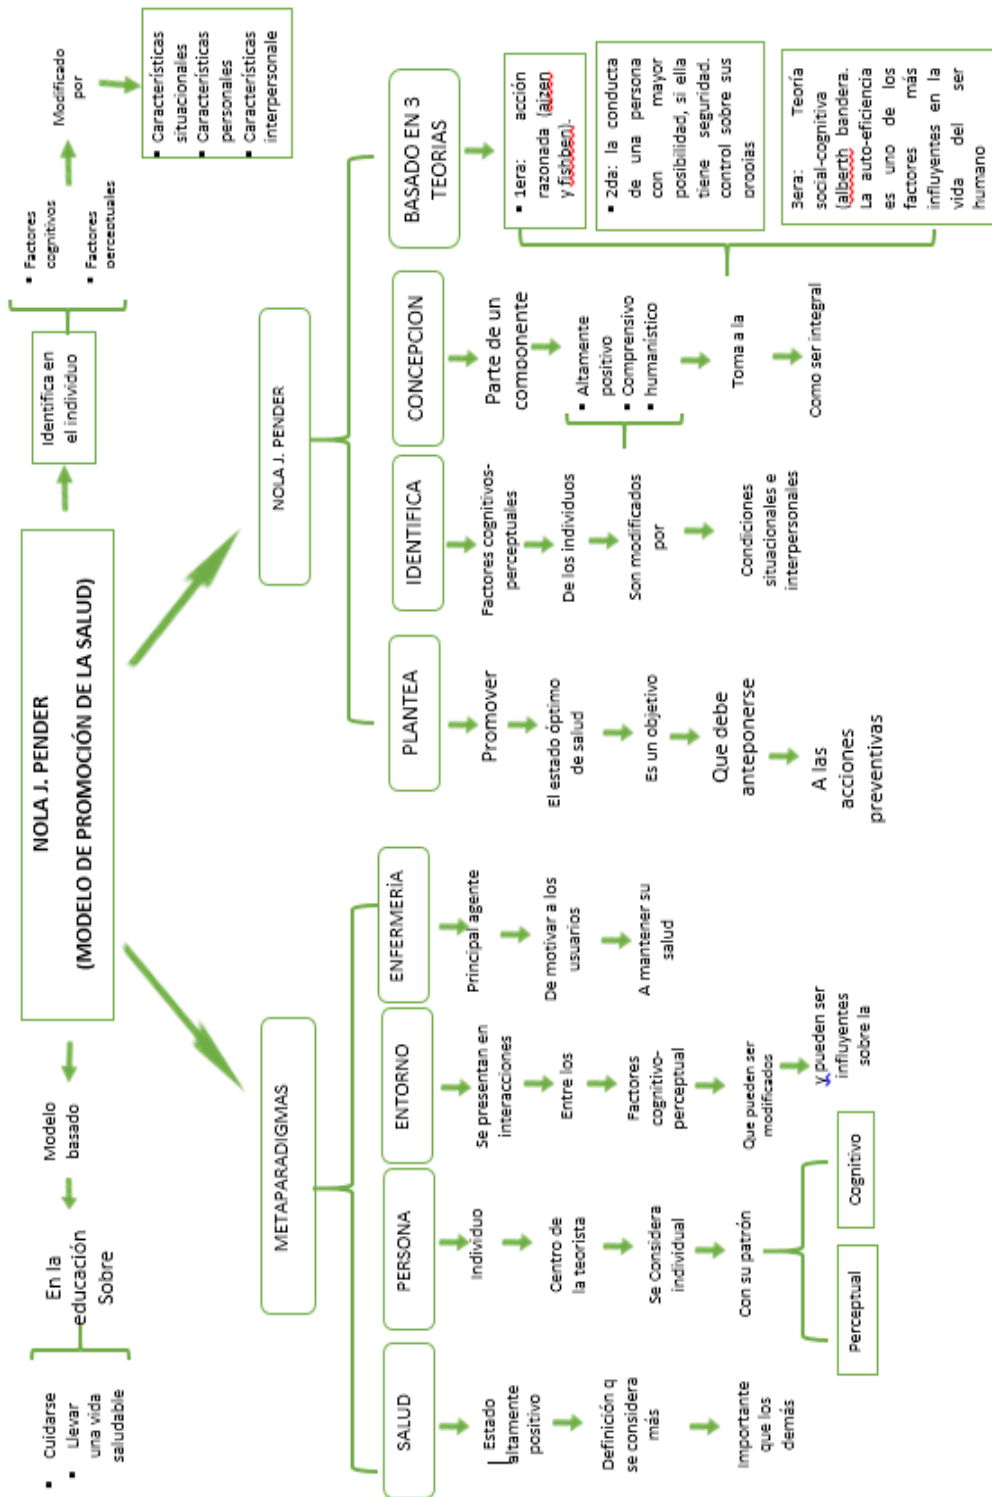 NOLA J. PENDER
(MODELO DE PROMOCIÓN DE LA SALUD)
Modelo
basado
En la
educación
Sobre
▪ Cuidarse
▪ Llevar
una vida
saludable
Identifica en
el individuo
▪ Factores
cognitivos
▪ Factores
perceptuales
Modificado
por
▪ Características
situacionales
▪ Características
personales
▪ Características
interpersonale
METAPARADIGMAS
SALUD
Estado
altamente
positivo
Definición q
se considera
más
Importante
que los
demás
PERSONA
Individuo
Centro de
la teorista
Se Considera
individual
Con su patrón
Perceptual
Cognitivo
ENTORNO
Se presentan en
interacciones
Entre los
Factores
cognitivo-
perceptual
Que pueden ser
modificados
y pueden ser
influyentes
sobre la
ENFERMERÍA
Principal agente
De motivar a los
usuarios
A mantener su
salud
NOLA J. PENDER
PLANTEA
Promover
El estado óptimo
de salud
Es un objetivo
Que debe
anteponerse
A las
acciones
preventivas
IDENTIFICA
Factores cognitivos-
perceptuales
De los individuos
Son modificados
por
Condiciones
situacionales e
interpersonales
CONCEPCION
Parte de un
componente
▪ Altamente
positivo
▪ Comprensivo
▪ humanístico
Toma a la
Como ser integral
BASADO EN 3
TEORIAS
▪ 1era: acción
razonada (ajzen
y fishben).
▪ 2da: la conducta
de una persona
con mayor
posibilidad, si ella
tiene seguridad.
control sobre sus
propias
3era: Teoría
social-cognitiva
(alberth bandera.
La auto-eficiencia
es uno de los
factores más
influyentes en la
vida del ser
humano